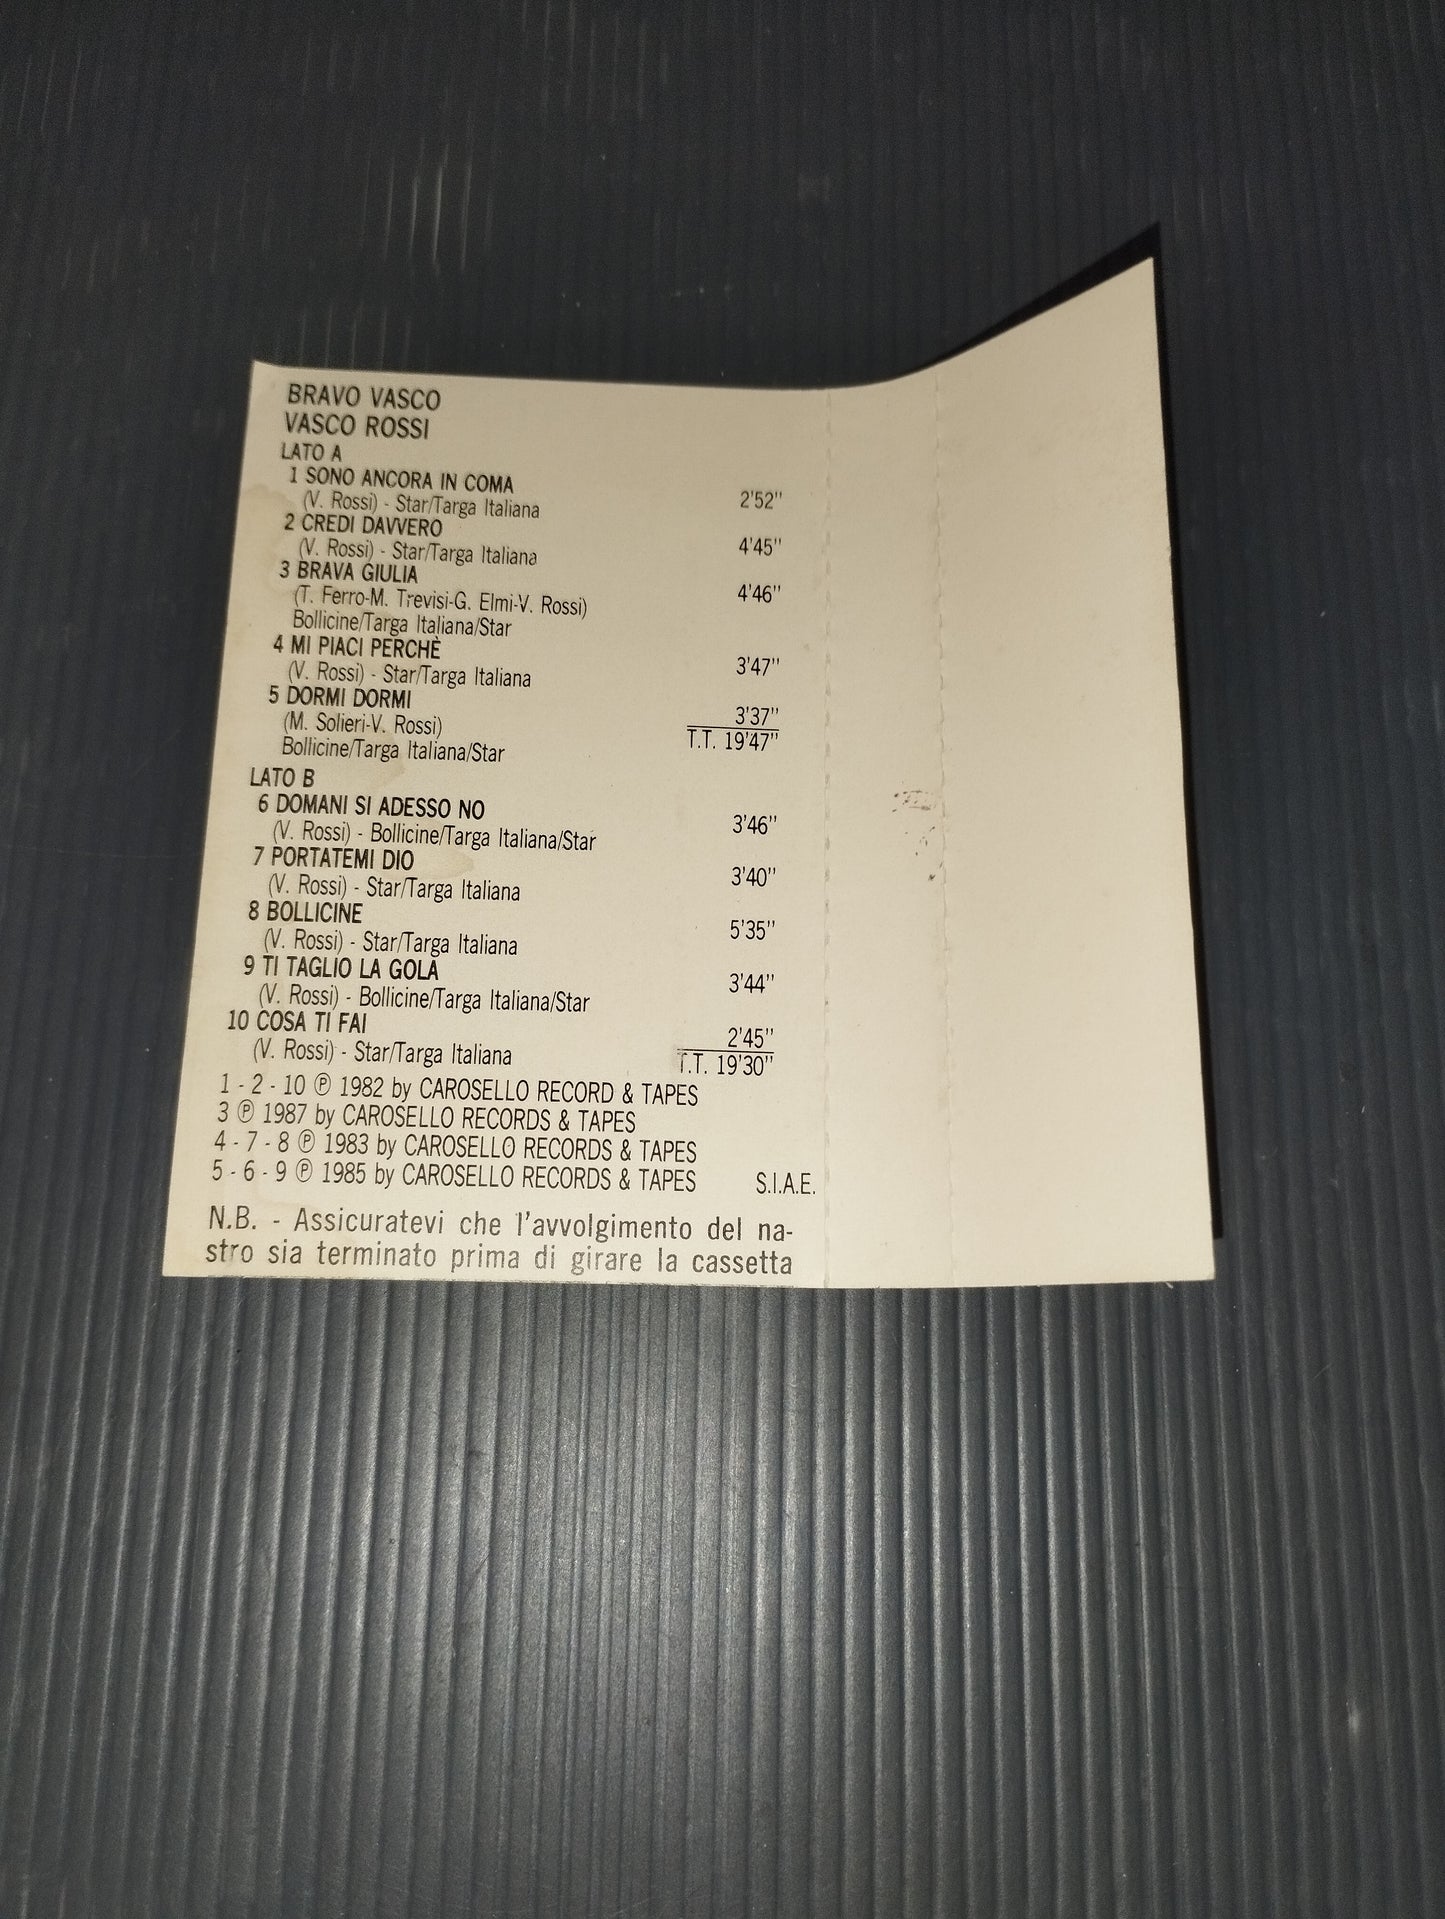 BRAVO VASCO
VASCO ROSSI
LATO A
1 SONO ANCORA IN COMA
(V. Rossi) - Star/Targa Italiana 2'52"
2 CREDI DAVVERO
(V. Rossi) - Star/Targa Italiana 4'45"
3 BRAVA GIULIA
(T. Ferro-M. Trevisi-G. Elmi-V. Rossi) 4'46"
Bollicine/Targa Italiana/Star
4 MI PIACI PERCHÈ
(V. Rossi) - Star/Targa Italiana 3'47"
5 DORMI DORMI
(M. Solieri-V. Rossi) 3'37"
Bollicine/Targa Italiana/Star T.T. 19'47"
LATO B
6 DOMANI SI ADESSO NO
(V. Rossi) - Bollicine/Targa Italiana/Star 3'46"
7 PORTATEMI DIO
(V. Rossi) - Star/Targa Italiana 3'40"
8 BOLLICINE
(V. Rossi) - Star/Targa Italiana 5'35"
9 TI TAGLIO LA GOLA
(V. Rossi) - Bollicine/Targa Italiana/Star 3'44"
10 COSA TI FAI 2'45"
(V. Rossi) - Star/Targa Italiana T.T. 19'30"
1 - 2 - 10 ℗ 1982 by CAROSELLO RECORD & TAPES
3 ℗ 1987 by CAROSELLO RECORDS & TAPES
4 - 7 - 8 ℗ 1983 by CAROSELLO RECORDS & TAPES
5 - 6 - 9 ℗ 1985 by CAROSELLO RECORDS & TAPES S.I.A.E.
N.B. - Assicuratevi che l'avvolgimento del na-
stro sia terminato prima di girare la cassetta